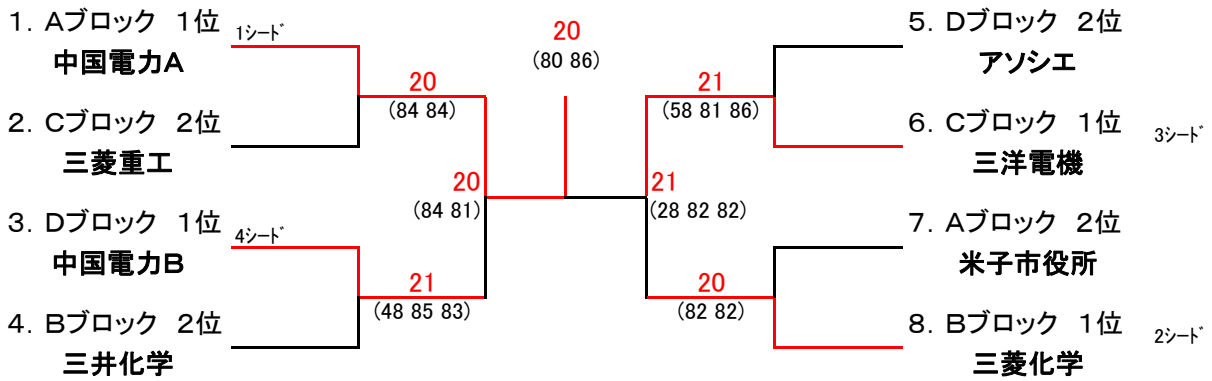 1. Aブロック 1位 1シード
中国電力A
2. Cブロック 2位
三菱重工
3. Dブロック 1位 4シード
中国電力B
4. Bブロック 2位
三井化学
20
(84 84)
21
(48 85 83)
20
(84 81)
20
(80 86)
21
(28 82 82)
21
(58 81 86)
20
(82 82)
5. Dブロック 2位
アソシエ
6. Cブロック 1位 3シード
三洋電機
7. Aブロック 2位
米子市役所
8. Bブロック 1位 2シード
三菱化学